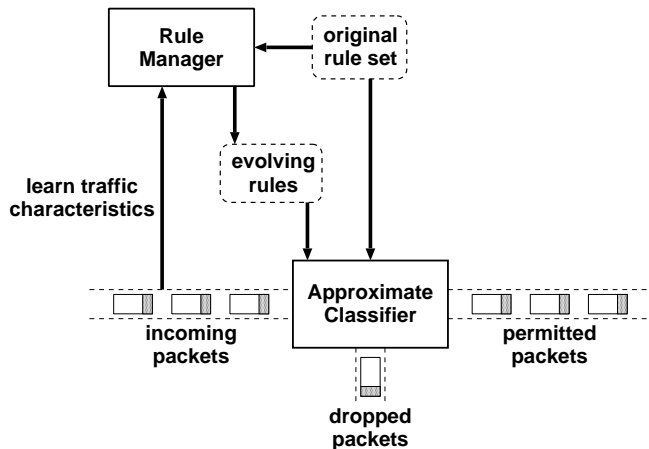 Rule
Manager
original
rule set
evolving
rules
learn traffic
characteristics
Approximate
Classifier
incoming
packets
permitted
packets
dropped
packets